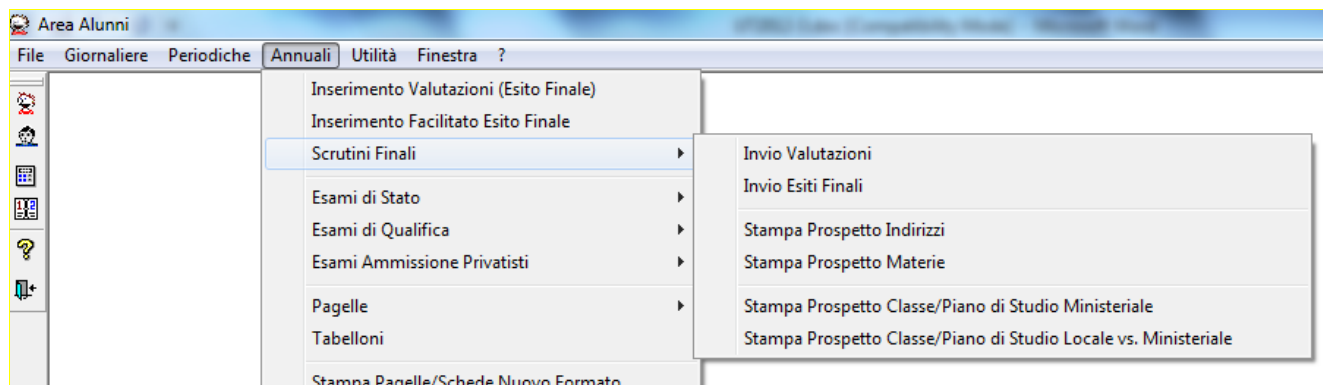 Area Alunni
File Giornaliere Periodiche Annuali Utilità Finestra ?
Inserimento Valutazioni (Esito Finale)
Inserimento Facilitato Esito Finale
Scrutini Finali
Esami di Stato
Esami di Qualifica
Esami Ammissione Privatisti
Pagelle
Tabelloni
Stampa Pagelle/Schede Nuovo Formato
Invio Valutazioni
Invio Esiti Finali
Stampa Prospetto Indirizzi
Stampa Prospetto Materie
Stampa Prospetto Classe/Piano di Studio Ministeriale
Stampa Prospetto Classe/Piano di Studio Locale vs. Ministeriale